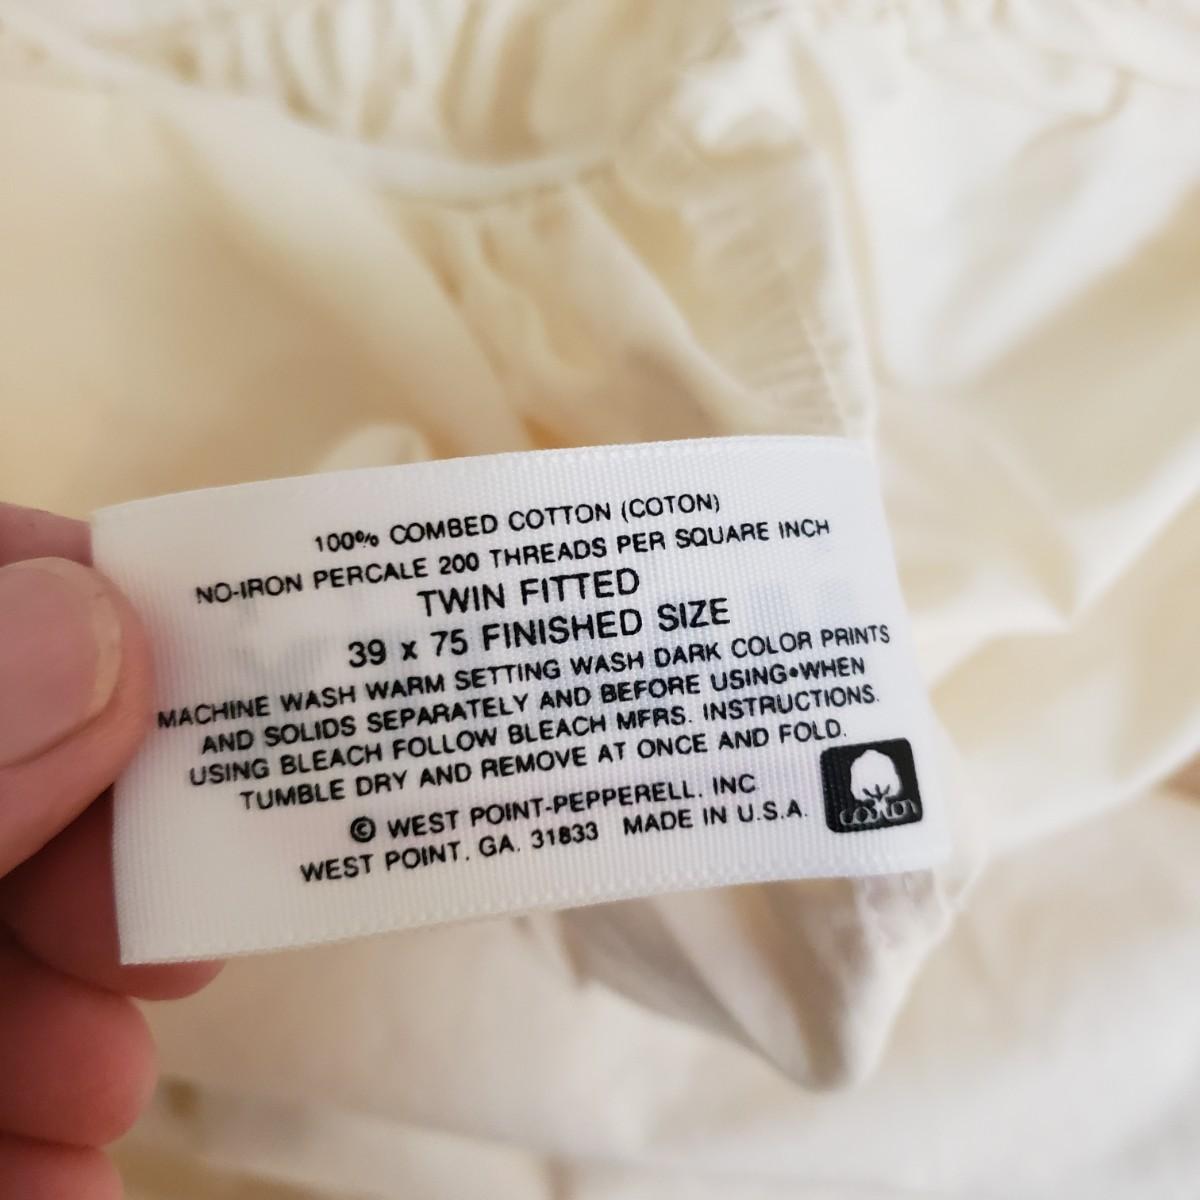 100% COMBED COTTON (COTON)
NO-IRON PERCALE 200 THREADS PER SQUARE INCH
TWIN FITTED
39 x 75 FINISHED SIZE
MACHINE WASH WARM SETTING WASH DARK COLOR PRINTS
AND SOLIDS SEPARATELY AND BEFORE USING•WHEN
USING BLEACH FOLLOW BLEACH MFRS. INSTRUCTIONS.
TUMBLE DRY AND REMOVE AT ONCE AND FOLD.
© WEST POINT-PEPPERELL. INC
WEST POINT. GA. 31833 MADE IN U.S.A.
COTTON